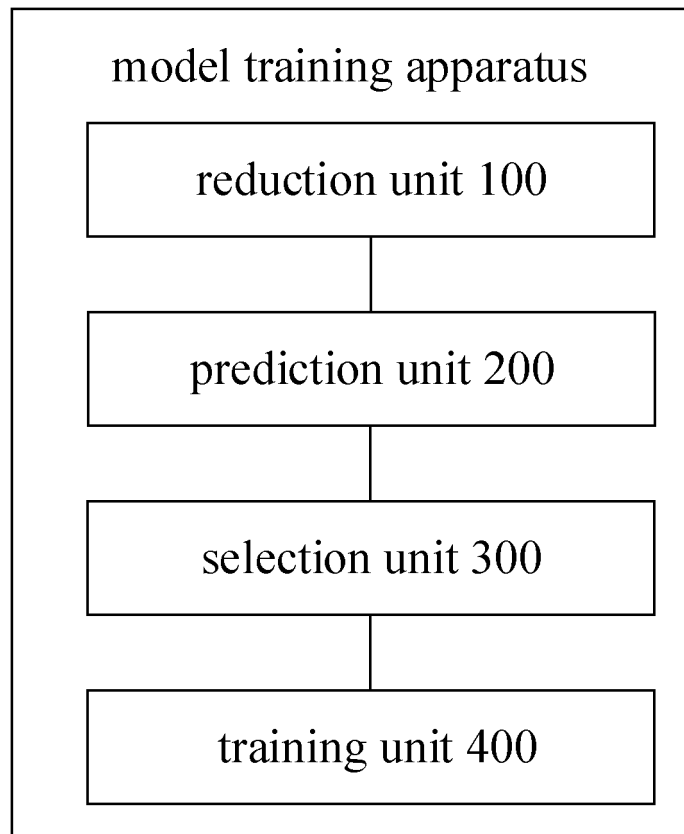 model training apparatus
reduction unit 100
prediction unit 200
selection unit 300
training unit 400